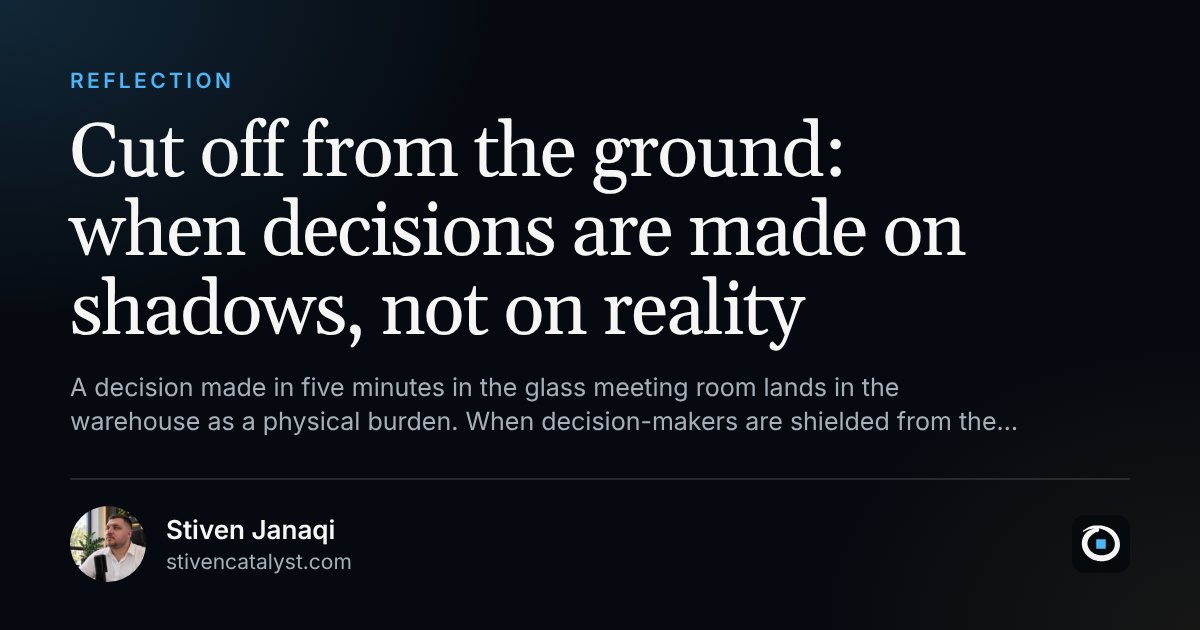 REFLECTION
Cut off from the ground:
when decisions are made on
shadows, not on reality
A decision made in five minutes in the glass meeting room lands in the
warehouse as a physical burden. When decision-makers are shielded from the…
Stiven Janaqi
stivencatalyst.com